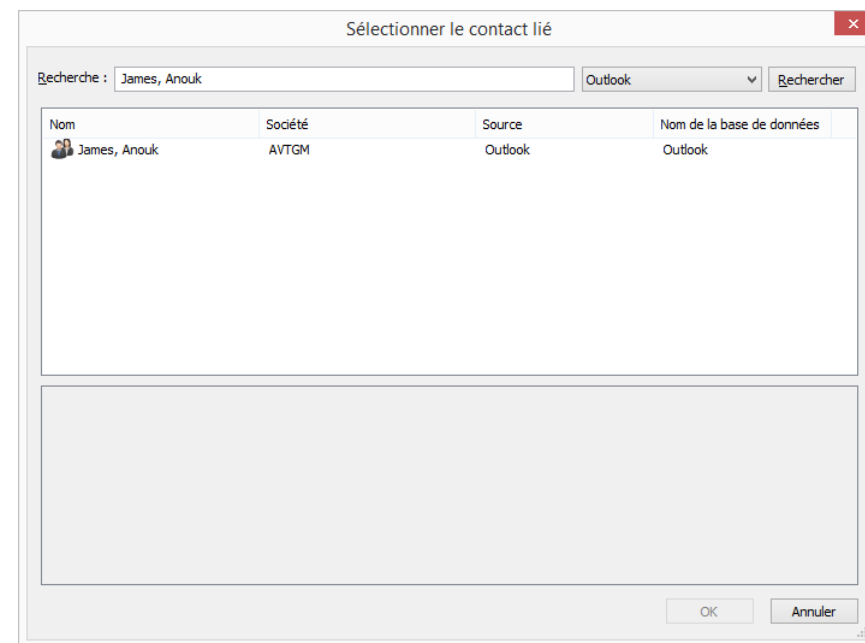 Sélectionner le contact lié
Recherche : James, Anouk Outlook Rechercher
Nom Société Source Nom de la base de données
James, Anouk AVTGM Outlook Outlook
OK Annuler